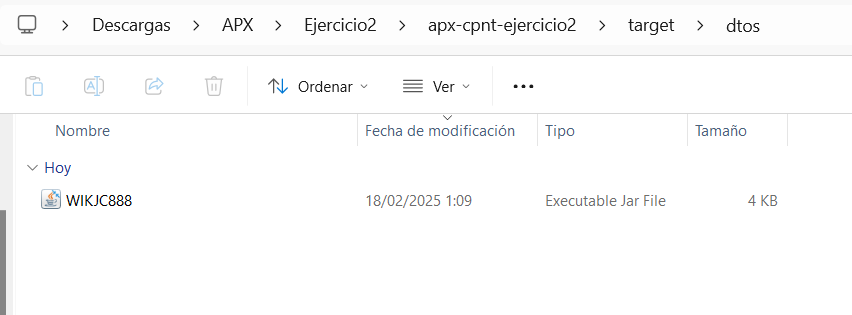 Descargas > APX > Ejercicio2 > apx-cpnt-ejercicio2 > target > dtos
Ordenar Ver ...
Nombre Fecha de modificación Tipo Tamaño
Hoy
WIKJC888 18/02/2025 1:09 Executable Jar File 4 KB